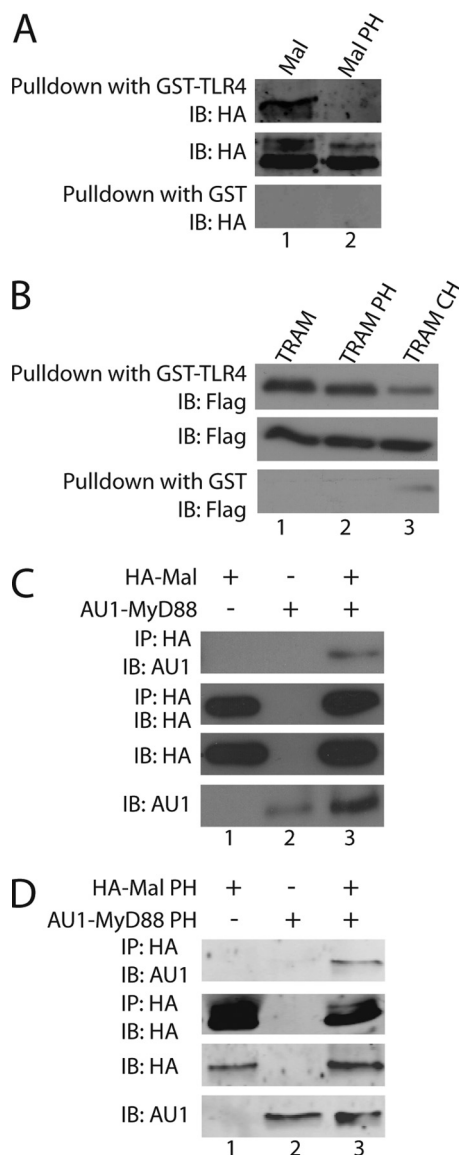 A
Mal
Mal PH
Pulldown with GST-TLR4
IB: HA
IB: HA
Pulldown with GST
IB: HA
1 2
B
TRAM
TRAM PH
TRAM CH
Pulldown with GST-TLR4
IB: Flag
IB: Flag
Pulldown with GST
IB: Flag
1 2 3
C
HA-Mal + - +
AU1-MyD88 - + +
IP: HA
IB: AU1
IP: HA
IB: HA
IB: HA
IB: AU1
1 2 3
D
HA-Mal PH + - +
AU1-MyD88 PH - + +
IP: HA
IB: AU1
IP: HA
IB: HA
IB: HA
IB: AU1
1 2 3